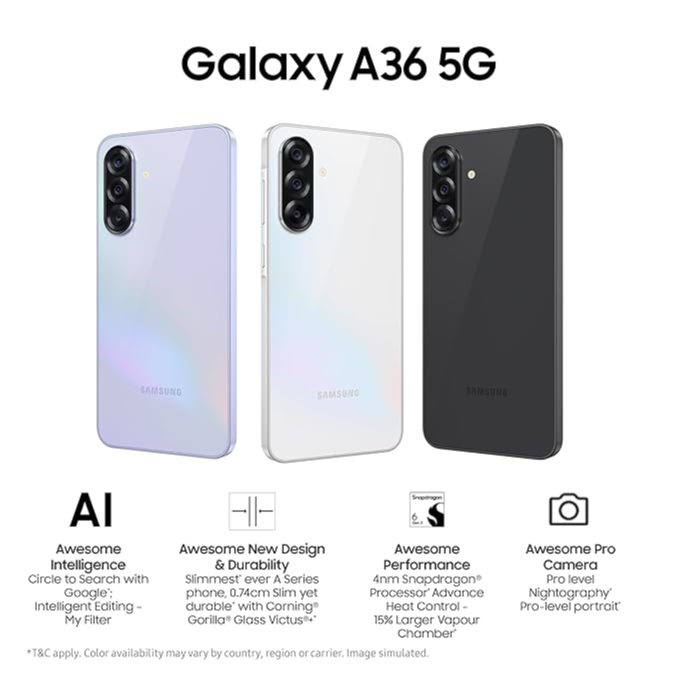 Galaxy A36 5G
SAMSUNG
SAMSUNG
SAMSUNG
AI
Snapdragon
6
Gen 3
Awesome
Intelligence
Circle to Search with
Google*;
Intelligent Editing –
My Filter
Awesome New Design
& Durability
Slimmest* ever A Series
phone, 0.74cm Slim yet
durable* with Corning®
Gorilla® Glass Victus®+*
Awesome
Performance
4nm Snapdragon®
Processor* Advance
Heat Control -
15% Larger Vapour
Chamber*
Awesome Pro
Camera
Pro level
Nightography*
Pro-level portrait*
*T&C apply. Color availability may vary by country, region or carrier. Image simulated.